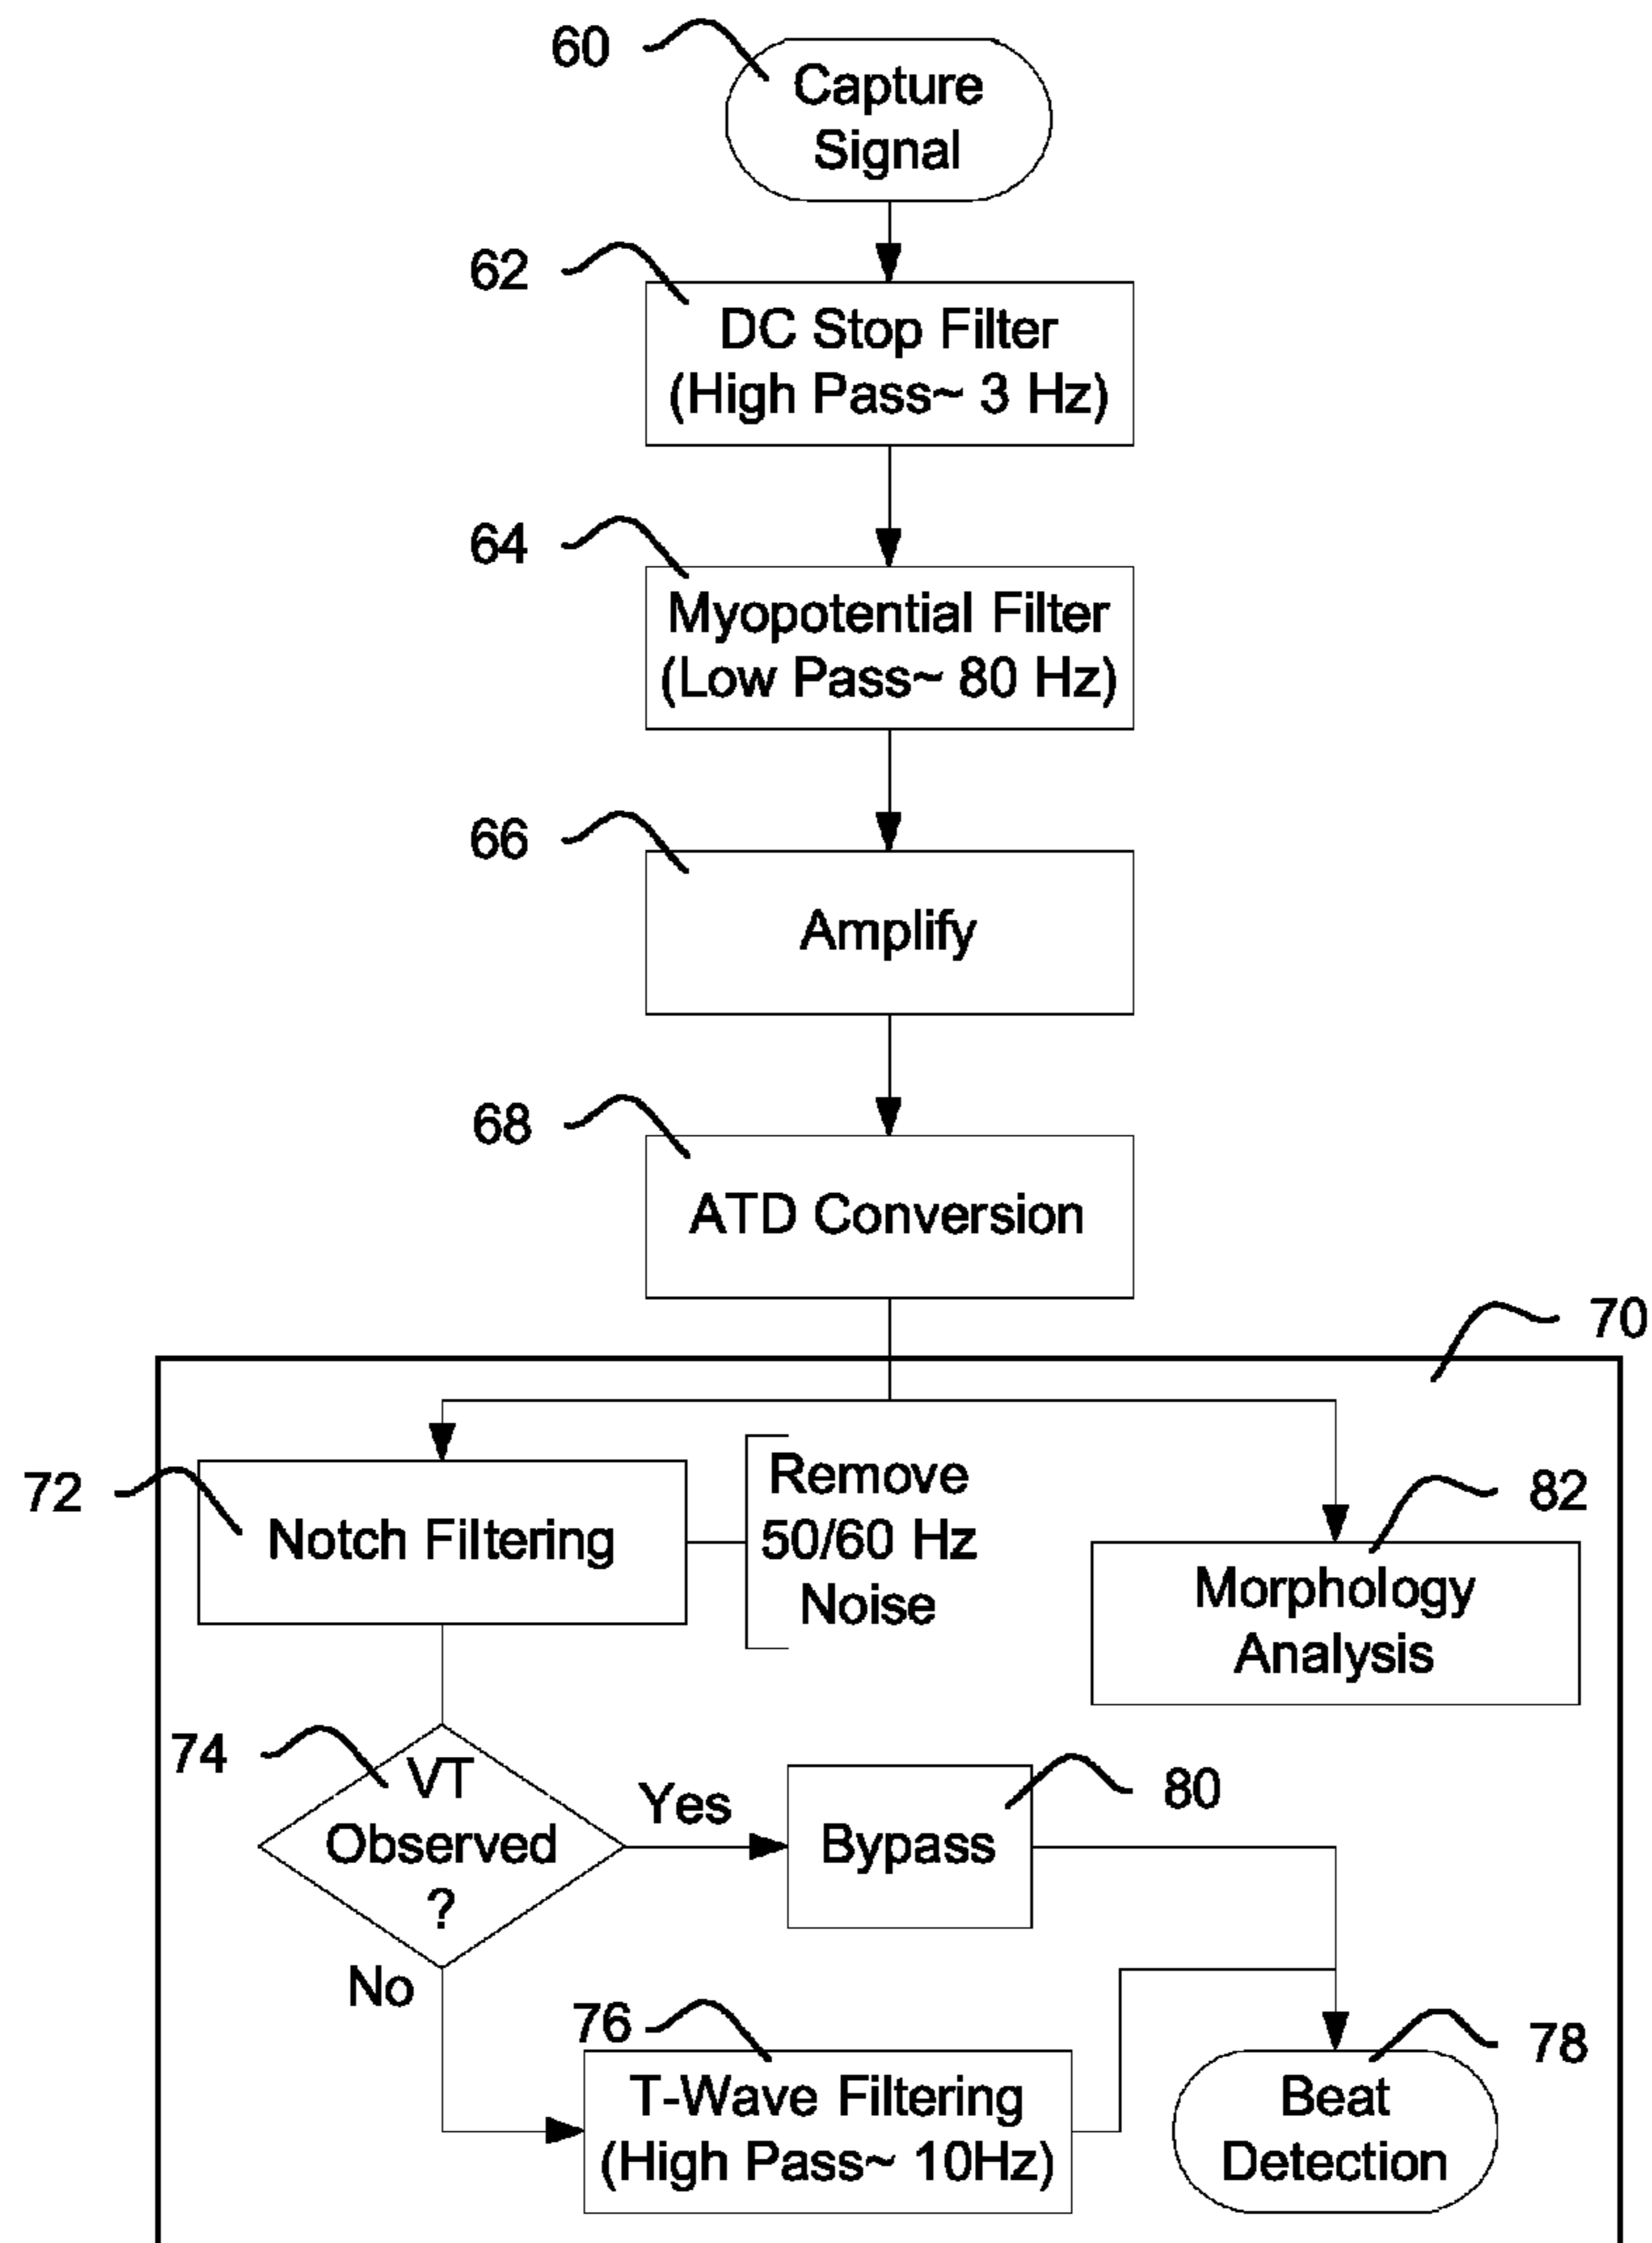 60
Capture
Signal
62
DC Stop Filter
(High Pass~ 3 Hz)
64
Myopotential Filter
(Low Pass~ 80 Hz)
66
Amplify
68
ATD Conversion
70
72
Notch Filtering
Remove
50/60 Hz
Noise
82
Morphology
Analysis
74
VT
Observed
?
Yes
80
Bypass
No
76
T-Wave Filtering
(High Pass~ 10Hz)
78
Beat
Detection